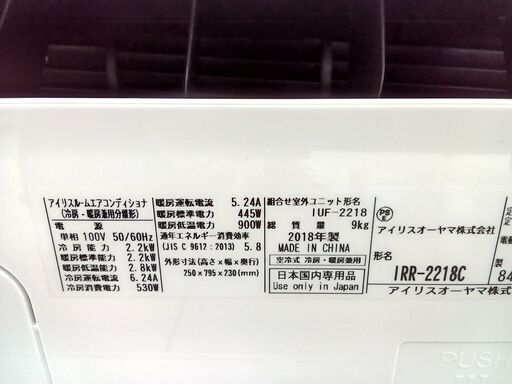 アイリスルームエアコンディショナ
(冷房・暖房兼用分離形)
電源
単相 100V 50/60Hz
冷房能力 2.2kW
暖房標準能力 2.2kW
暖房低温能力 2.8kW
冷房運転電流 6.24A
冷房消費電力 530W
暖房運転電流 5.24A
暖房標準電力 445W
暖房低温電力 900W
通年エネルギー消費効率
(JIS C 9612:2013) 5.8
外形寸法(高さ×幅×奥行)
250×795×230(mm)
組合せ室外ユニット形名
IUF-2218
総質量 9kg
2018年製
MADE IN CHINA
空冷式 冷房・暖房兼用
日本国内専用品
Use only in Japan
PS
E
アイリスオーヤマ株式会社
形名
IRR-2218C
アイリスオーヤマ株式
製
84
PUSH